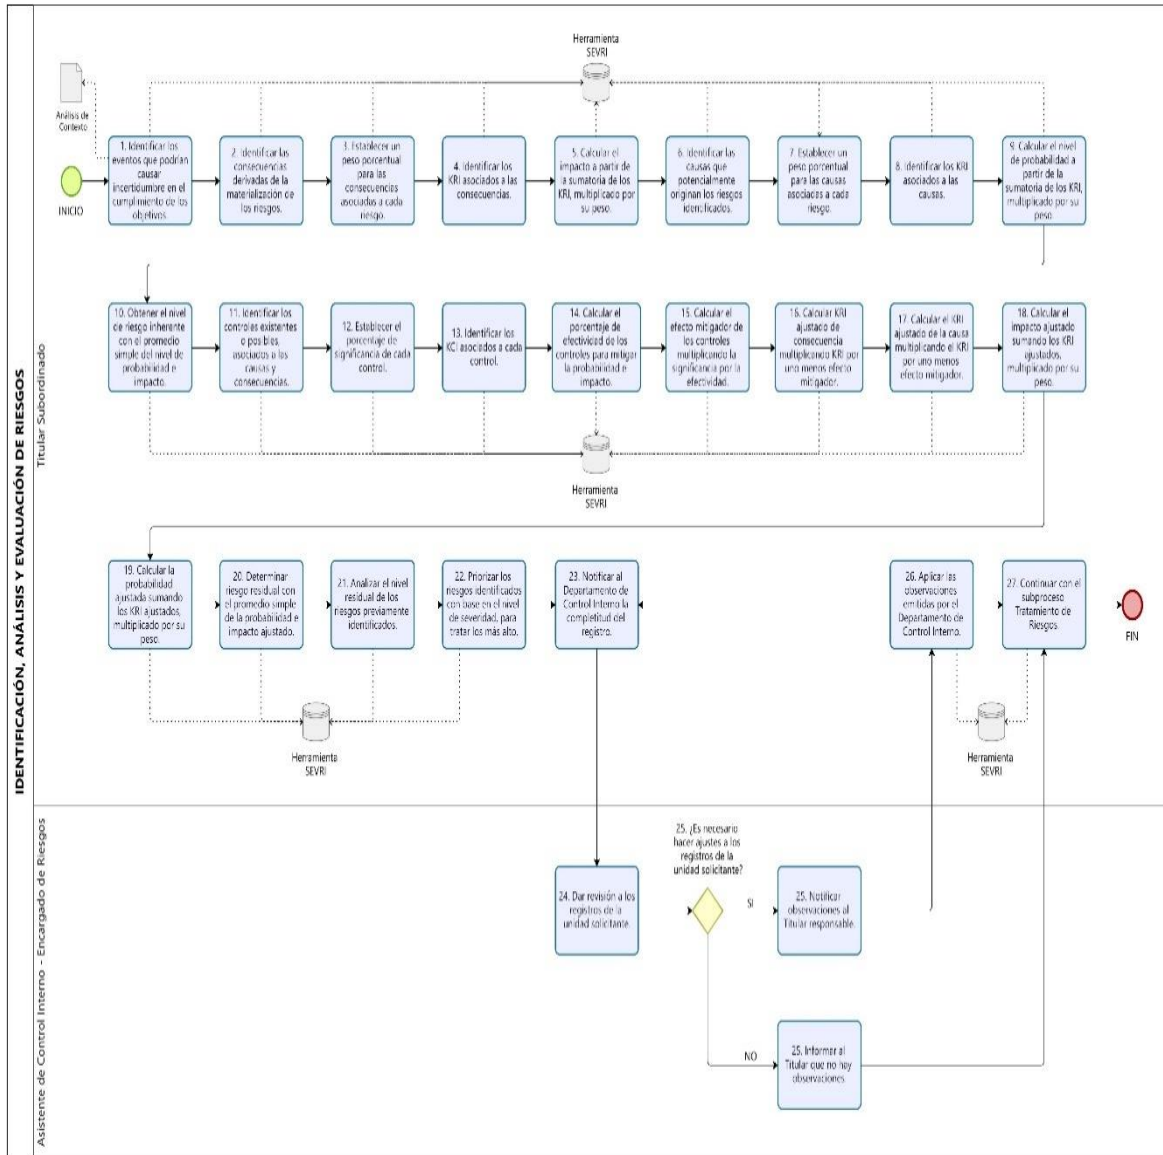 IDENTIFICACIÓN, ANÁLISIS Y EVALUACIÓN DE RIESGOS
Titular Subordinado
Herramienta
SEVRI
Análisis de
Contexto
INICIO
1. Identificar los
eventos que podrían
causar
incertidumbre en el
cumplimiento de los
objetivos.
2. Identificar las
consecuencias
derivadas de la
materialización de
los riesgos.
3. Establecer un
peso porcentual
para las
consecuencias
asociadas a cada
riesgo.
4. Identificar los
KRI asociados a las
consecuencias.
5. Calcular el
impacto a partir de
la sumatoria de los
KRI, multiplicado por
su peso.
6. Identificar las
causas que
potencialmente
originan los riesgos
identificados.
7. Establecer un
peso porcentual
para las causas
asociadas a cada
riesgo.
8. Identificar los KRI
asociados a las
causas.
9. Calcular el nivel
de probabilidad a
partir de la
sumatoria de los KRI,
multiplicado por su
peso.
10. Obtener el nivel
de riesgo inherente
con el promedio
simple del nivel de
probabilidad e
impacto.
11. Identificar los
controles existentes
o posibles,
asociados a las
causas y
consecuencias.
12. Establecer el
porcentaje de
significancia de cada
control.
13. Identificar los
KCI asociados a cada
control.
14. Calcular el
porcentaje de
efectividad de los
controles para mitigar
la probabilidad e
impacto.
15. Calcular el
efecto mitigador de
los controles
multiplicando la
significancia por la
efectividad.
16. Calcular KRI
ajustado de
consecuencia
multiplicando KRI por
uno menos efecto
mitigador.
17. Calcular el KRI
ajustado de la causa
multiplicando el KRI
por uno menos
efecto mitigador.
18. Calcular el
impacto ajustado
sumando los KRI
ajustados,
multiplicado por su
peso.
Herramienta
SEVRI
19. Calcular la
probabilidad
ajustada sumando
los KRI ajustados,
multiplicado por su
peso.
20. Determinar
riesgo residual con
el promedio simple
de la probabilidad e
impacto ajustado.
21. Analizar el nivel
residual de los
riesgos previamente
identificados.
22. Priorizar los
riesgos identificados
con base en el nivel
de severidad, para
tratar los más alto.
23. Notificar al
Departamento de
Control Interno la
completitud del
registro.
26. Aplicar las
observaciones
emitidas por el
Departamento de
Control Interno.
27. Continuar con el
subproceso
Tratamiento de
Riesgos.
FIN
Herramienta
SEVRI
Herramienta
SEVRI
Asistente de Control Interno - Encargado de Riesgos
24. Dar revisión a los
registros de la
unidad solicitante.
25. ¿Es necesario
hacer ajustes a los
registros de la
unidad solicitante?
SI
25. Notificar
observaciones al
Titular responsable.
NO
25. Informar al
Titular que no hay
observaciones.